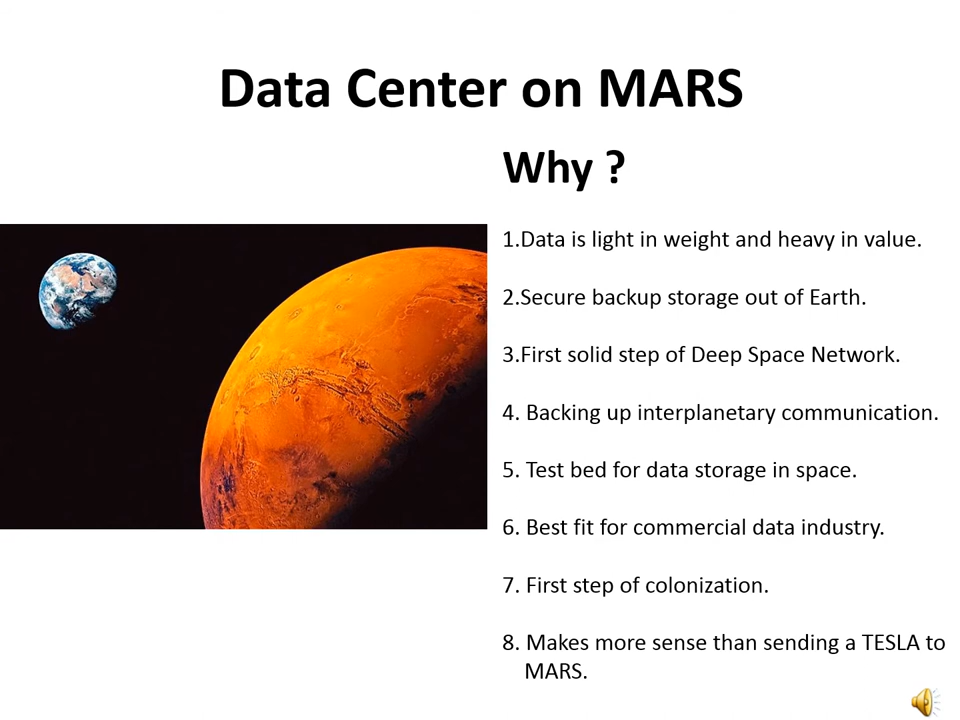 Data Center on MARS
Why ?
1.Data is light in weight and heavy in value.
2.Secure backup storage out of Earth.
3.First solid step of Deep Space Network.
4. Backing up interplanetary communication.
5. Test bed for data storage in space.
6. Best fit for commercial data industry.
7. First step of colonization.
8. Makes more sense than sending a TESLA to
MARS.